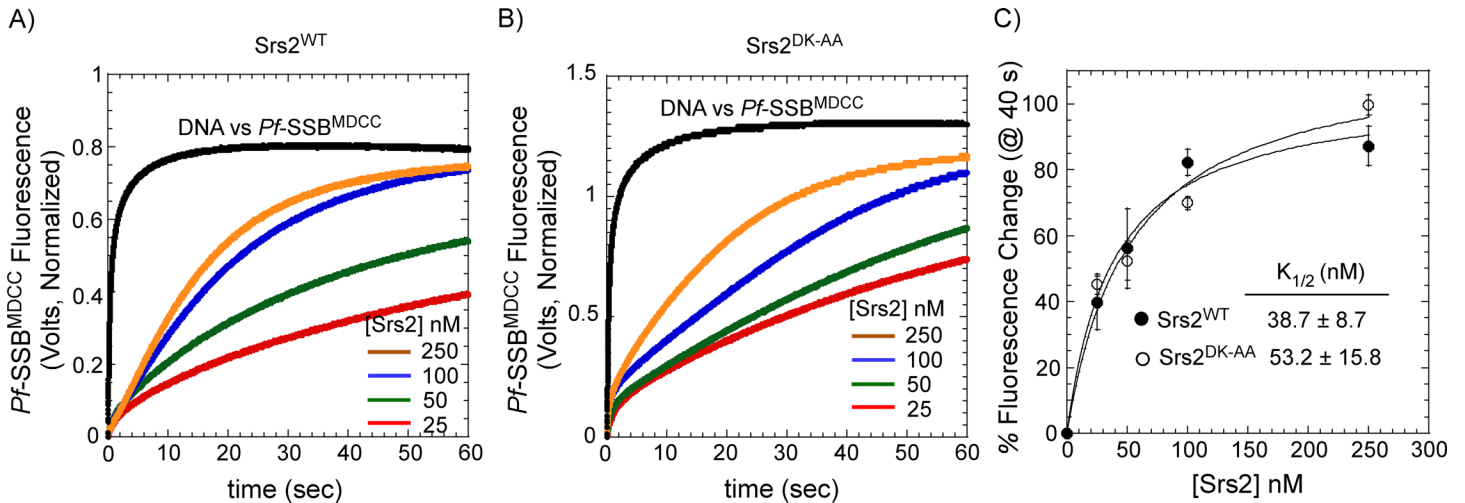 A)
Srs2WT
Pf-SSBMDCC Fluorescence
(Volts, Normalized)
1
0.8
0.6
0.4
0.2
0
DNA vs Pf-SSBMDCC
[Srs2] nM
250
100
50
25
0 10 20 30 40 50 60
time (sec)
B)
Srs2DK-AA
Pf-SSBMDCC Fluorescence
(Volts, Normalized)
1.5
1
0.5
0
DNA vs Pf-SSBMDCC
[Srs2] nM
250
100
50
25
0 10 20 30 40 50 60
time (sec)
C)
% Fluorescence Change (@ 40 s)
100
80
60
40
20
0
K1/2 (nM)
Srs2WT 38.7 ± 8.7
Srs2DK-AA 53.2 ± 15.8
0 50 100 150 200 250 300
[Srs2] nM